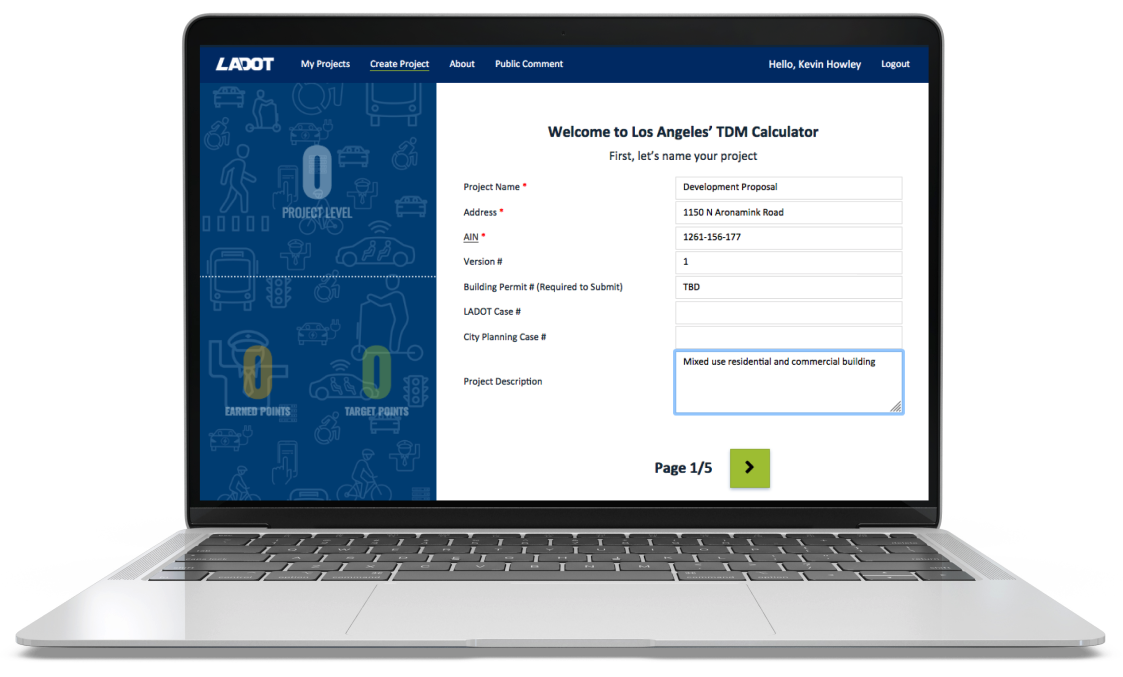 LADOT
My Projects
Create Project
About
Public Comment
Hello, Kevin Howley
Logout
0
PROJECT LEVEL
0
EARNED POINTS
0
TARGET POINTS
Welcome to Los Angeles’ TDM Calculator
First, let’s name your project
Project Name * Development Proposal
Address * 1150 N Aronamink Road
AIN * 1261-156-177
Version # 1
Building Permit # (Required to Submit) TBD
LADOT Case #
City Planning Case #
Project Description Mixed use residential and commercial building
Page 1/5